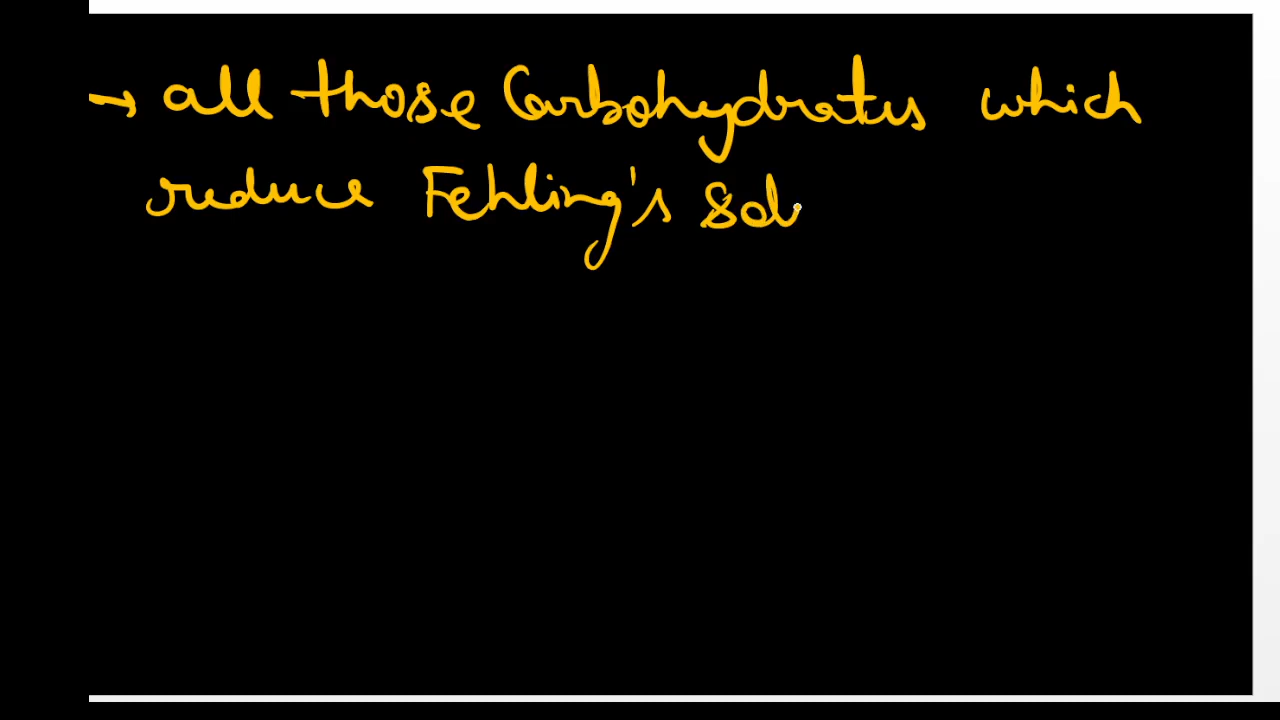 → all those Carbohydrates which
reduce Fehling's sol